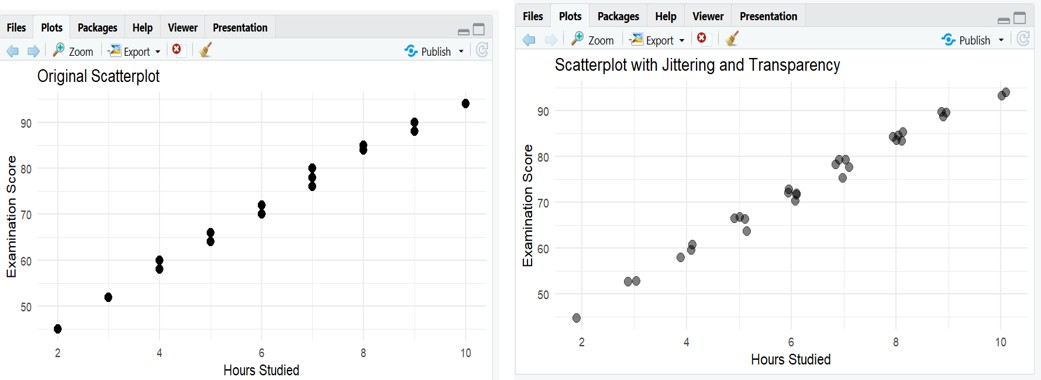 Files Plots Packages Help Viewer Presentation
Zoom Export Publish
Original Scatterplot
90
80
70
60
50
Examination Score
2 4 6 8 10
Hours Studied
Files Plots Packages Help Viewer Presentation
Zoom Export Publish
Scatterplot with Jittering and Transparency
90
80
70
60
50
Examination Score
2 4 6 8 10
Hours Studied